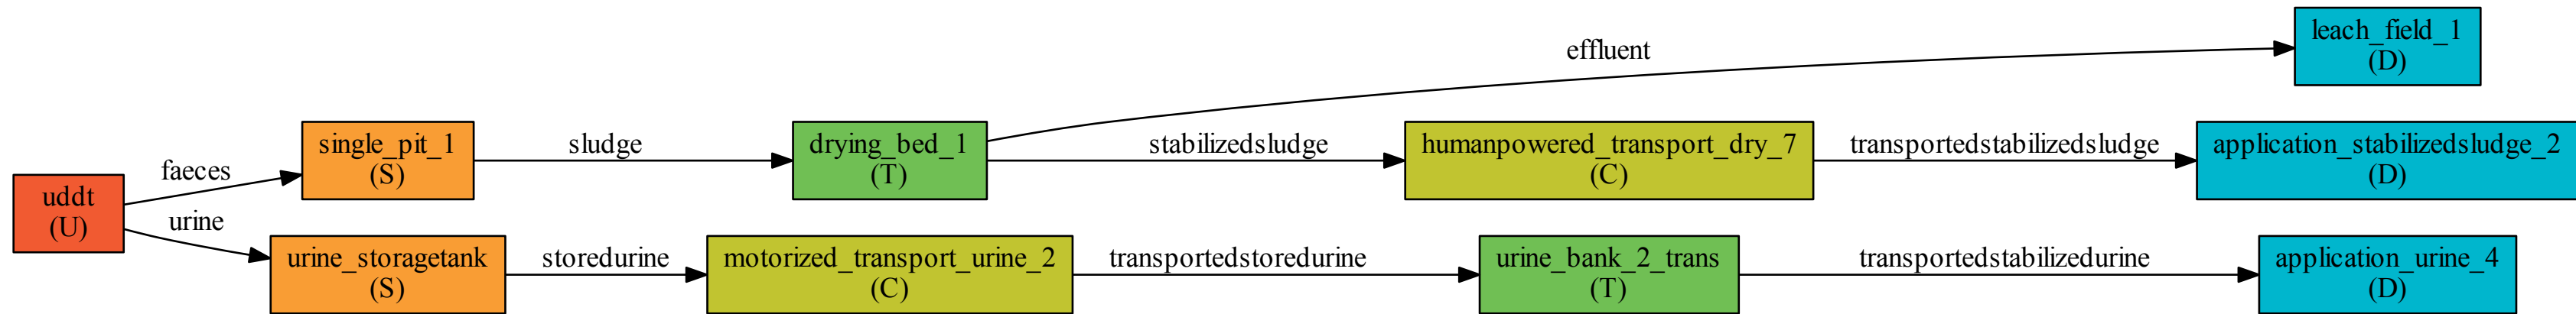 leach_field_1
(D)
effluent
single_pit_1
(S)
sludge
drying_bed_1
(T)
stabilizedsludge
humanpowered_transport_dry_7
(C)
transportedstabilizedsludge
application_stabilizedsludge_2
(D)
faeces
uddt
(U)
urine
urine_storagetank
(S)
storedurine
motorized_transport_urine_2
(C)
transportedstoredurine
urine_bank_2_trans
(T)
transportedstabilizedurine
application_urine_4
(D)